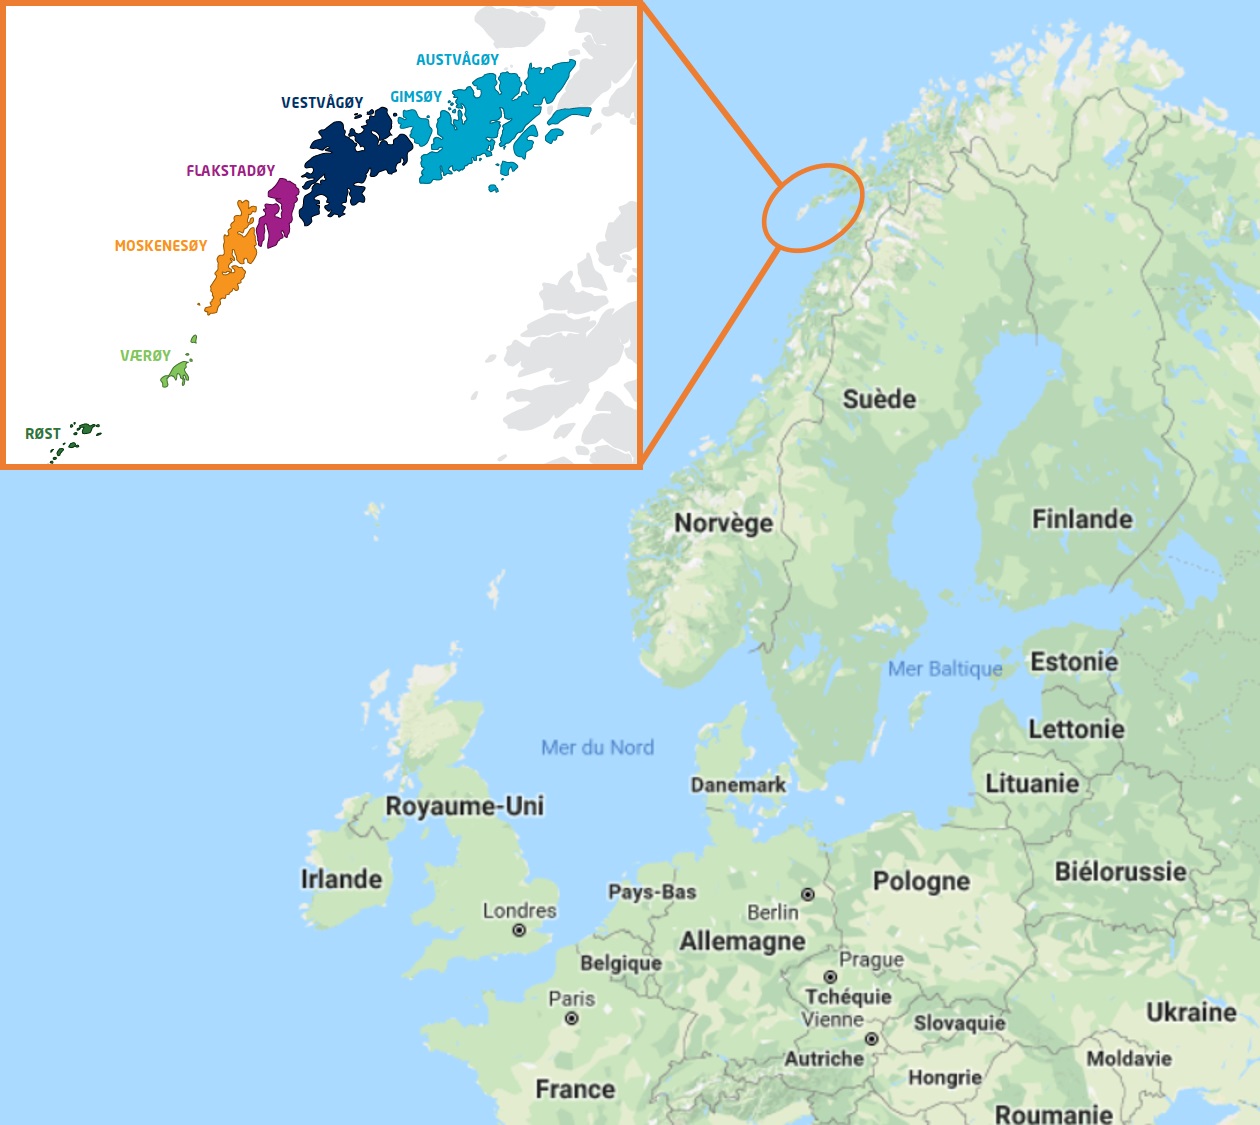 AUSTVÅGØY
GIMSØY
VESTVÅGØY
FLAKSTADØY
MOSKENESØY
VÆRØY
RØST
Suède
Norvège
Finlande
Estonie
Mer Baltique
Lettonie
Mer du Nord
Danemark
Lituanie
Royaume-Uni
Irlande
Biélorussie
Pologne
Pays-Bas
Londres
Berlin
Allemagne
Belgique
Prague
Paris
Tchéquie
Ukraine
Vienne
Slovaquie
Autriche
Moldavie
Hongrie
France
Roumanie